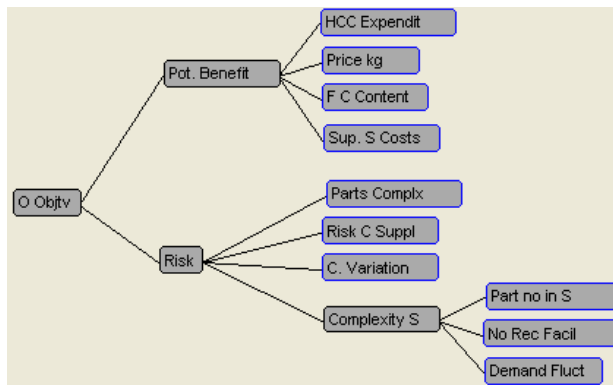 HCC Expendit
Price kg
Pot. Benefit
F C Content
Sup. S Costs
O Objtv
Parts Complx
Risk C Suppl
Risk
C. Variation
Part no in S
Complexity S
No Rec Facil
Demand Fluct